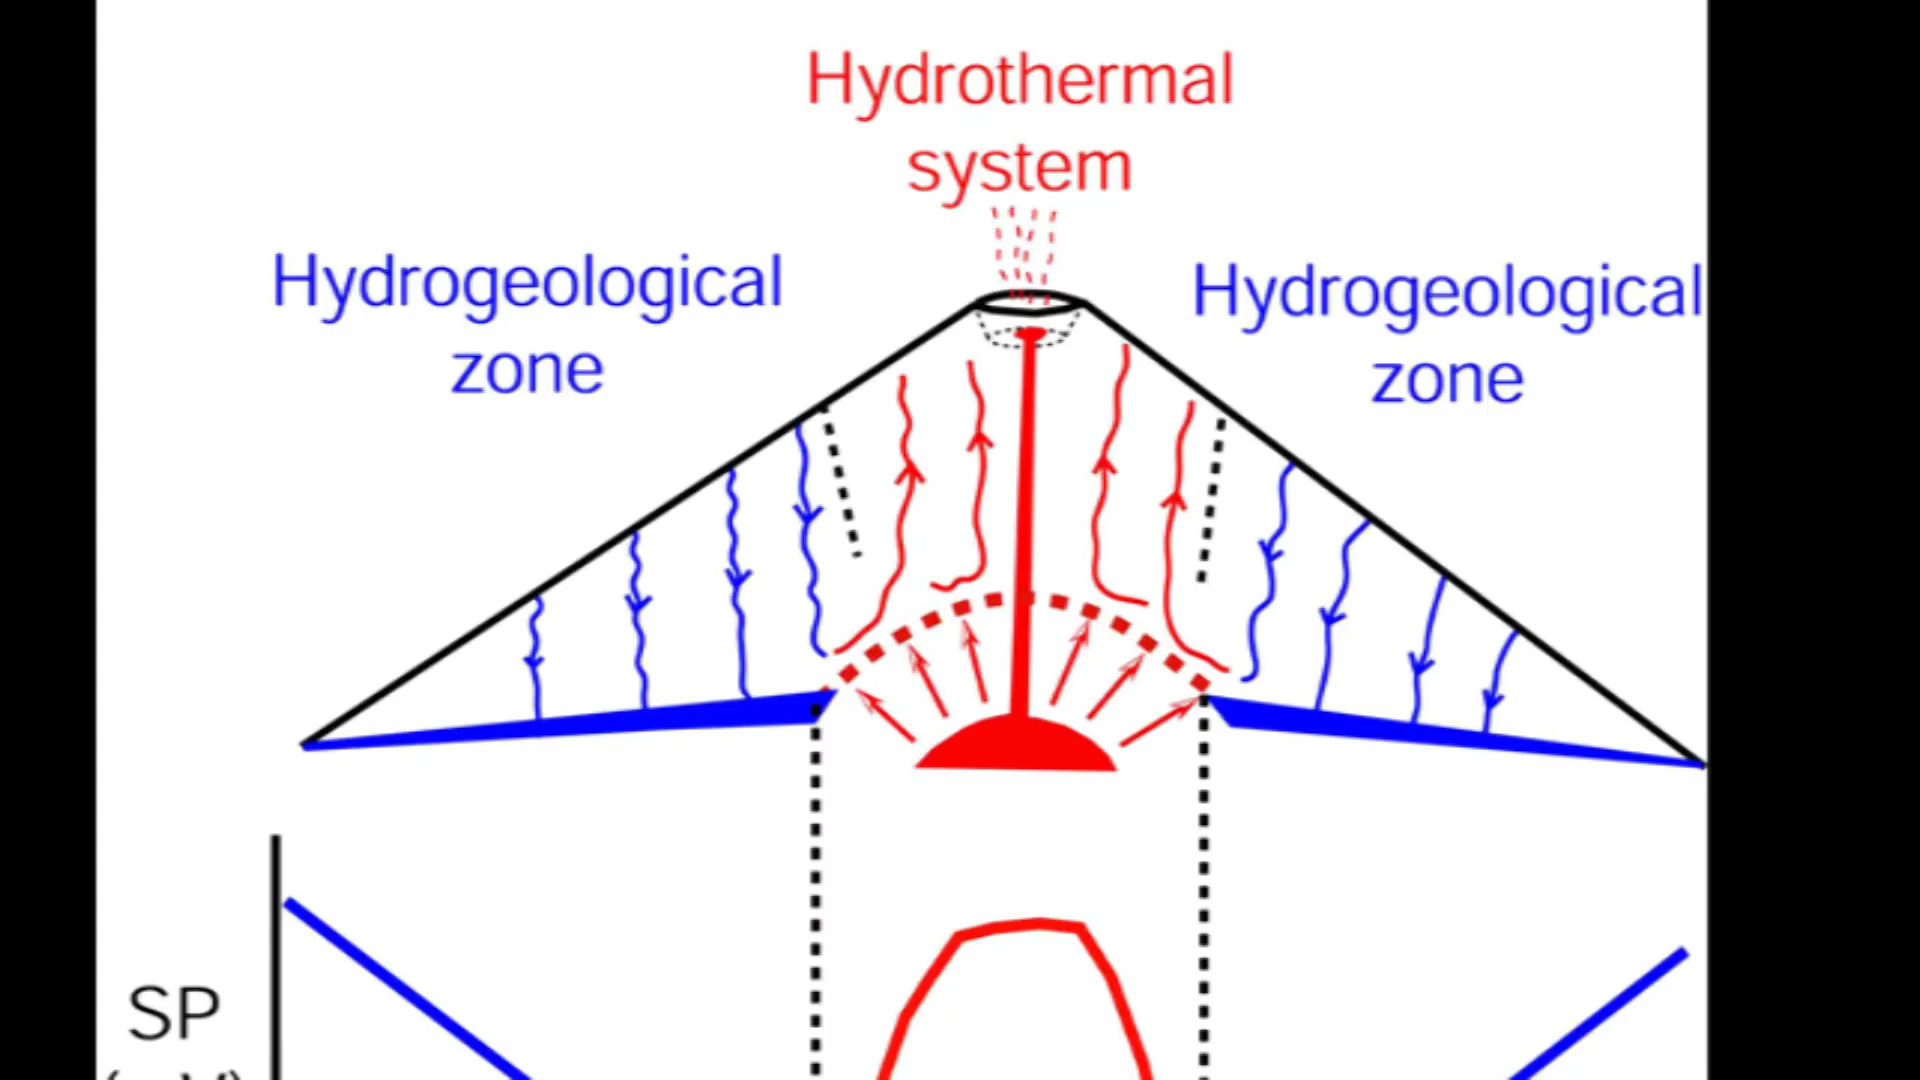 Hydrothermal
system
Hydrogeological
zone
Hydrogeological
zone
SP